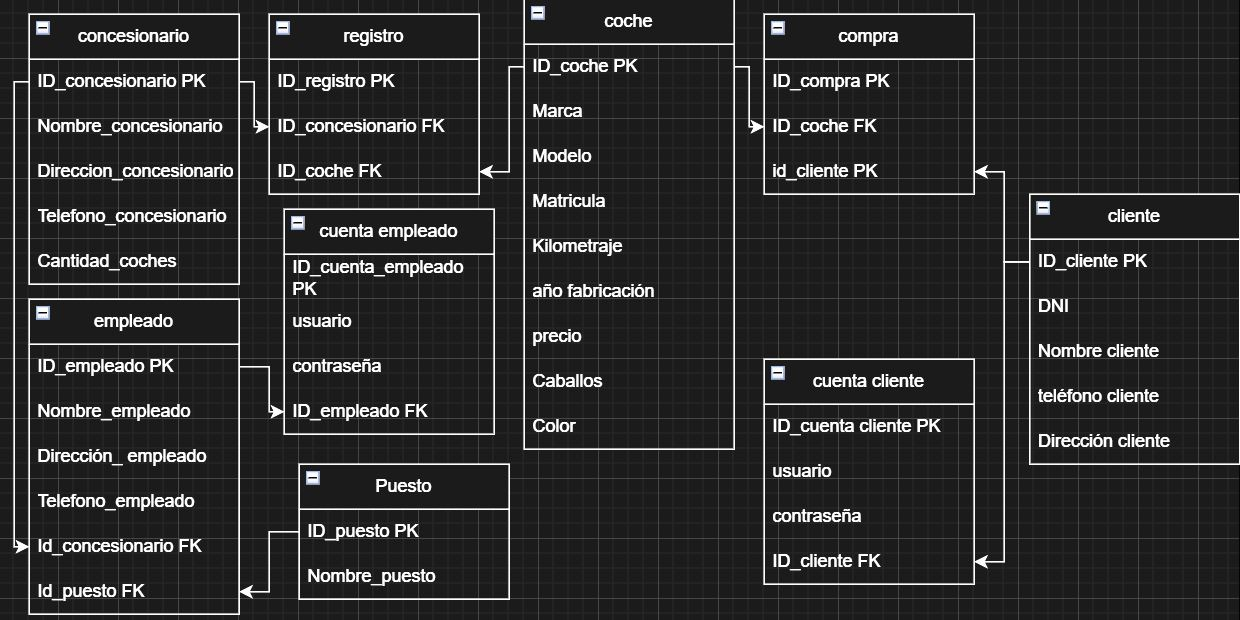 concesionario
ID_concesionario PK
Nombre_concesionario
Direccion_concesionario
Telefono_concesionario
Cantidad_coches
registro
ID_registro PK
ID_concesionario FK
ID_coche FK
coche
ID_coche PK
Marca
Modelo
Matricula
Kilometraje
año fabricación
precio
Caballos
Color
compra
ID_compra PK
ID_coche FK
id_cliente PK
cliente
ID_cliente PK
DNI
Nombre cliente
teléfono cliente
Dirección cliente
cuenta empleado
ID_cuenta_empleado
PK
usuario
contraseña
ID_empleado FK
empleado
ID_empleado PK
Nombre_empleado
Dirección_ empleado
Telefono_empleado
Id_concesionario FK
Id_puesto FK
Puesto
ID_puesto PK
Nombre_puesto
cuenta cliente
ID_cuenta cliente PK
usuario
contraseña
ID_cliente FK